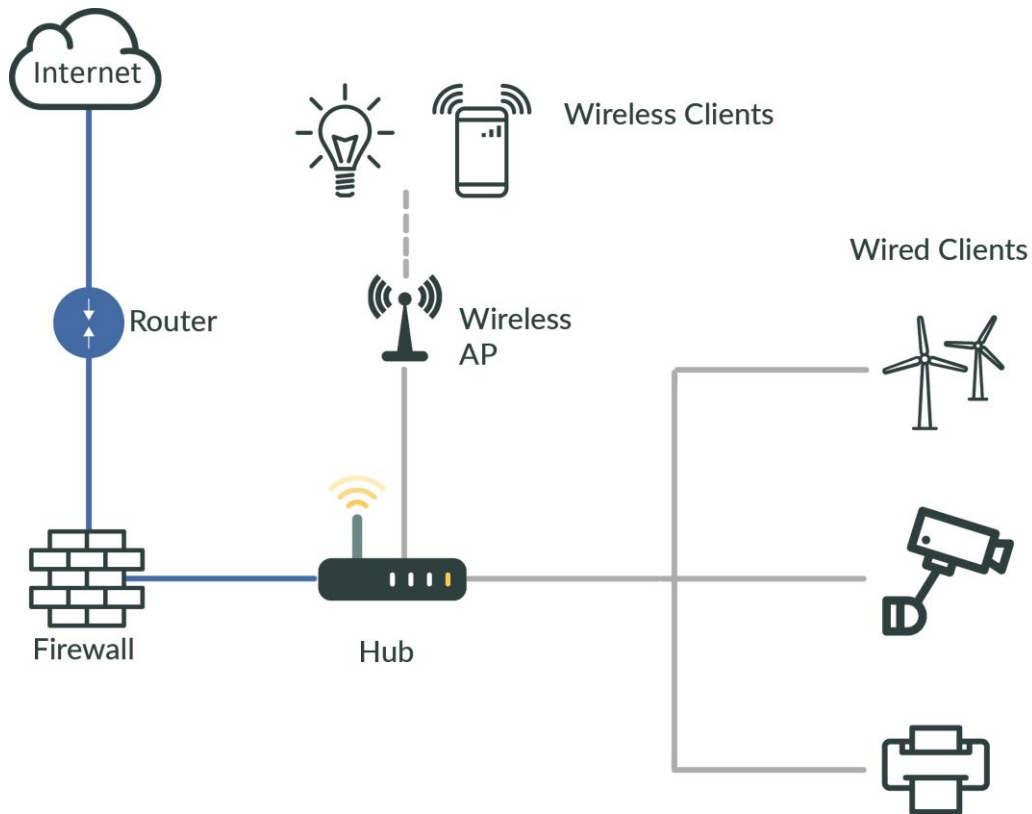 Internet
Wireless Clients
Wired Clients
Router
Wireless
AP
Firewall
Hub